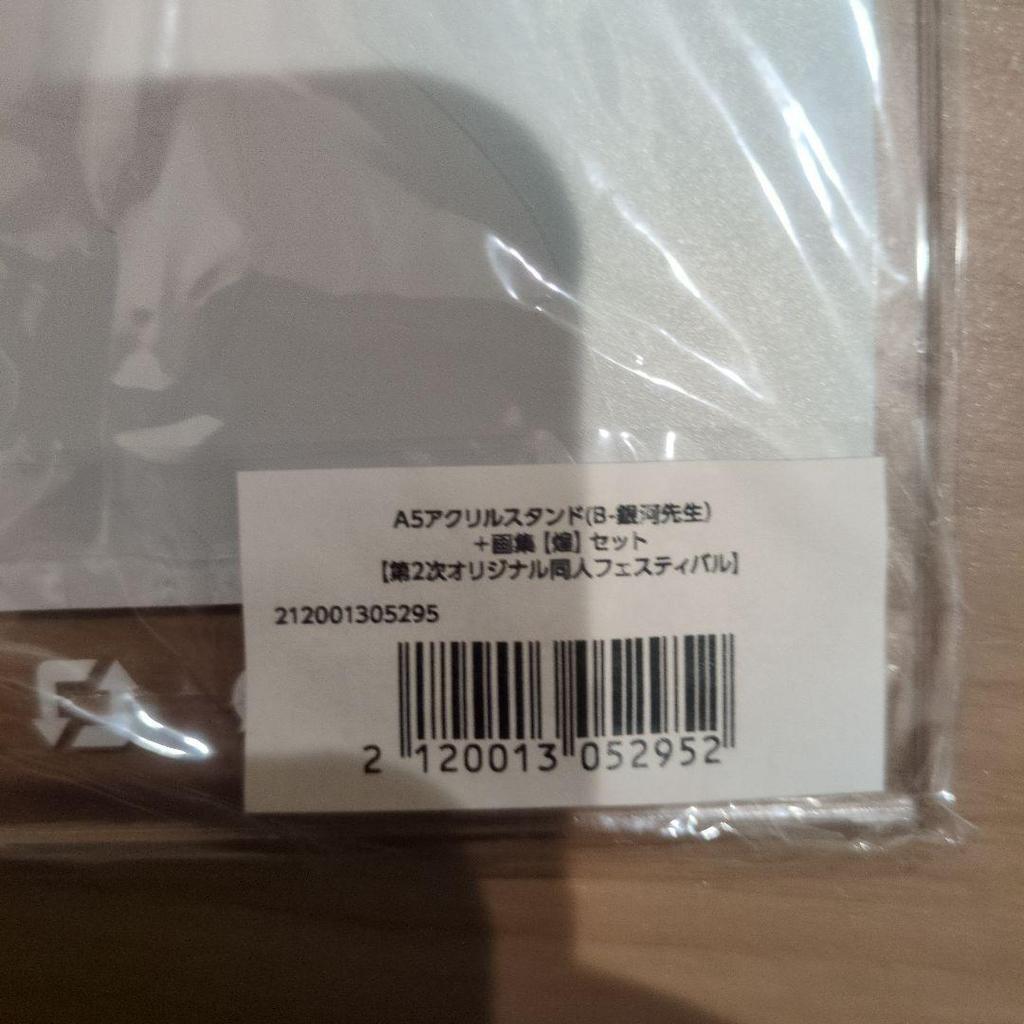 A5アクリルスタンド(B-銀河先生)
＋画集【煌】セット
【第2次オリジナル同人フェスティバル】
212001305295
2 120013 052952